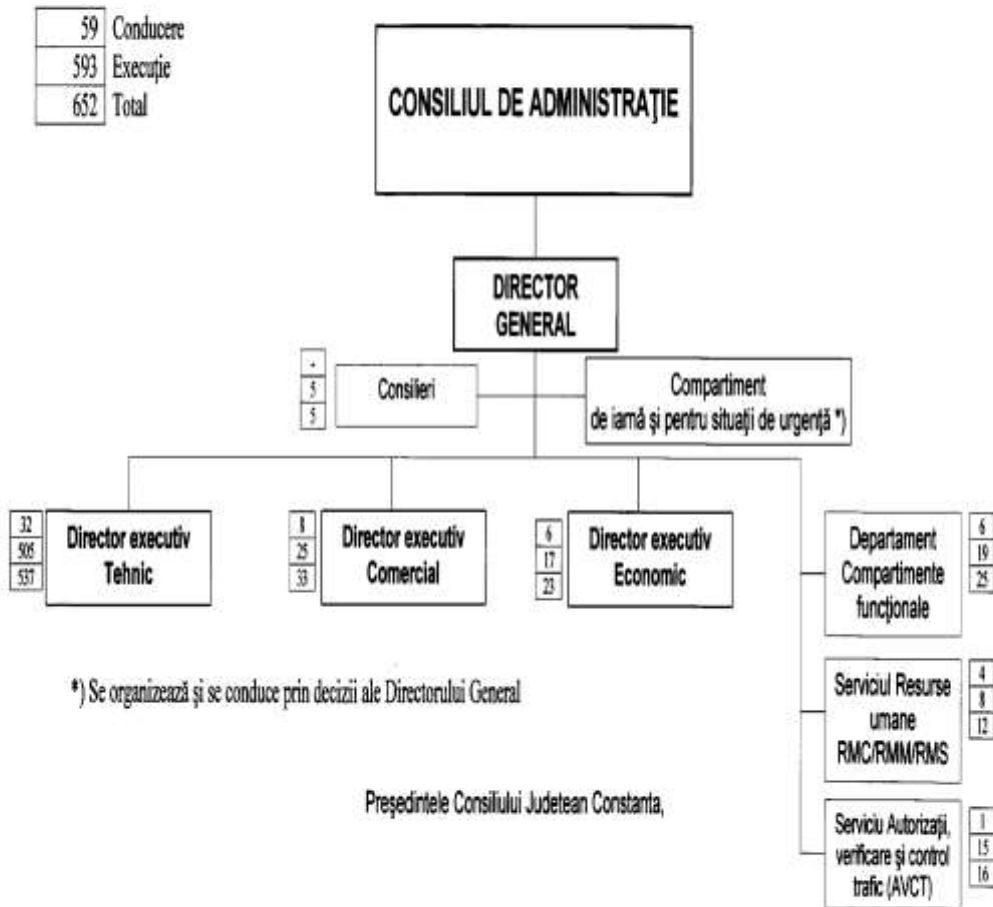 59 Conducere
593 Execuție
652 Total
CONSILIUL DE ADMINISTRAŢIE
DIRECTOR
GENERAL
-
5
5
Consilieri
Compartiment
de iarnă şi pentru situaţii de urgenţă *)
32
505
537
Director executiv
Tehnic
8
25
33
Director executiv
Comercial
6
17
23
Director executiv
Economic
Departament
Compartimente
funcţionale
6
19
25
*) Se organizează şi se conduce prin decizii ale Directorului General
Serviciul Resurse
umane
RMC/RMM/RMS
4
8
12
Preşedintele Consiliului Judetean Constanta,
Serviciu Autorizaţii,
verificare şi control
trafic (AVCT)
1
15
16